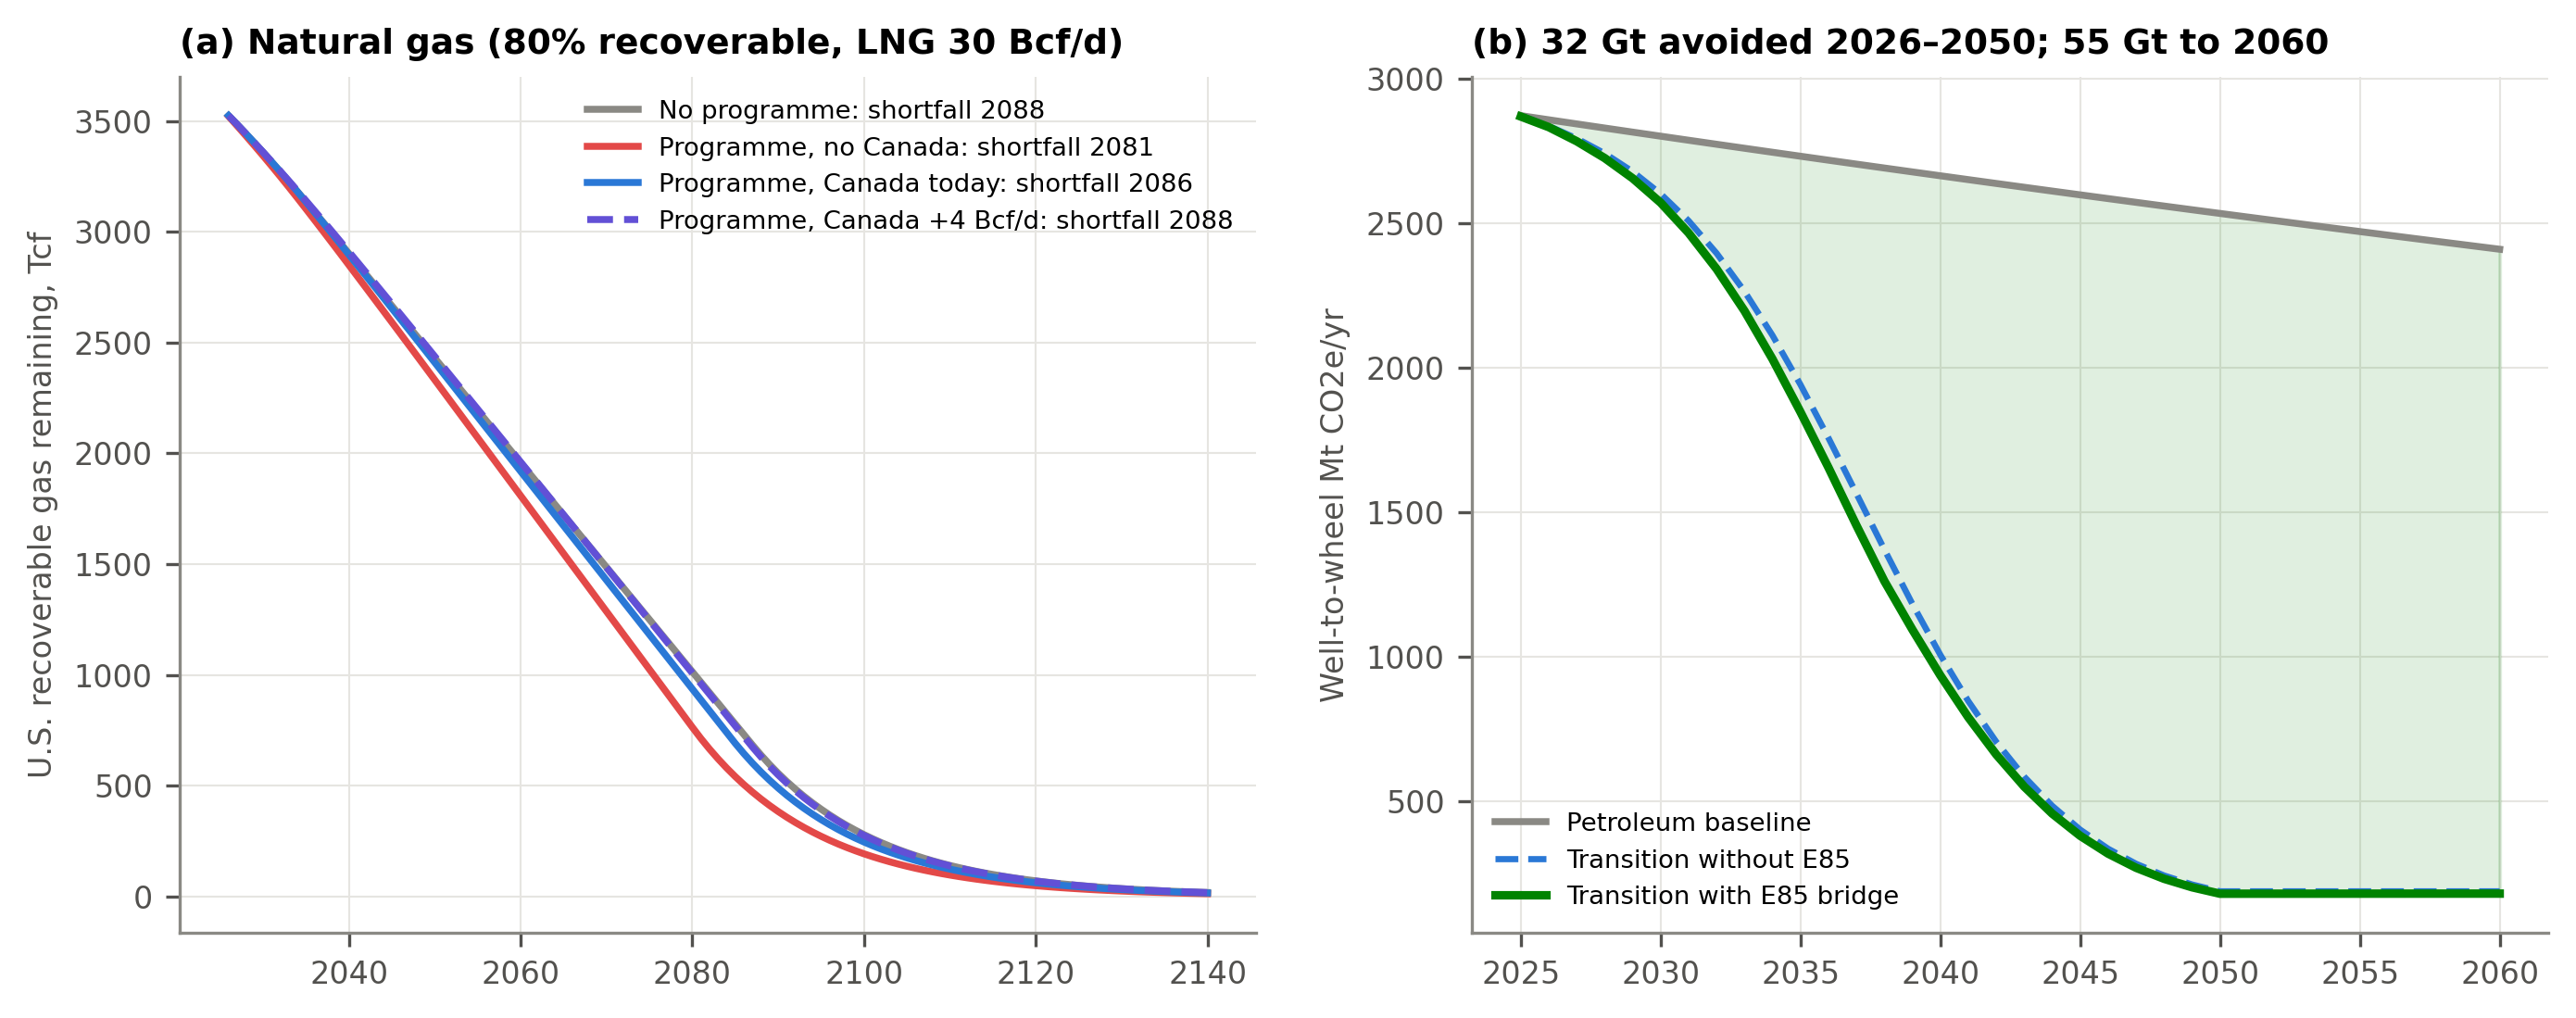 (a) Natural gas (80% recoverable, LNG 30 Bcf/d)
U.S. recoverable gas remaining, Tcf
3500
3000
2500
2000
1500
1000
500
0
No programme: shortfall 2088
Programme, no Canada: shortfall 2081
Programme, Canada today: shortfall 2086
Programme, Canada +4 Bcf/d: shortfall 2088
2040 2060 2080 2100 2120 2140
(b) 32 Gt avoided 2026–2050; 55 Gt to 2060
Well-to-wheel Mt CO2e/yr
3000
2500
2000
1500
1000
500
Petroleum baseline
Transition without E85
Transition with E85 bridge
2025 2030 2035 2040 2045 2050 2055 2060